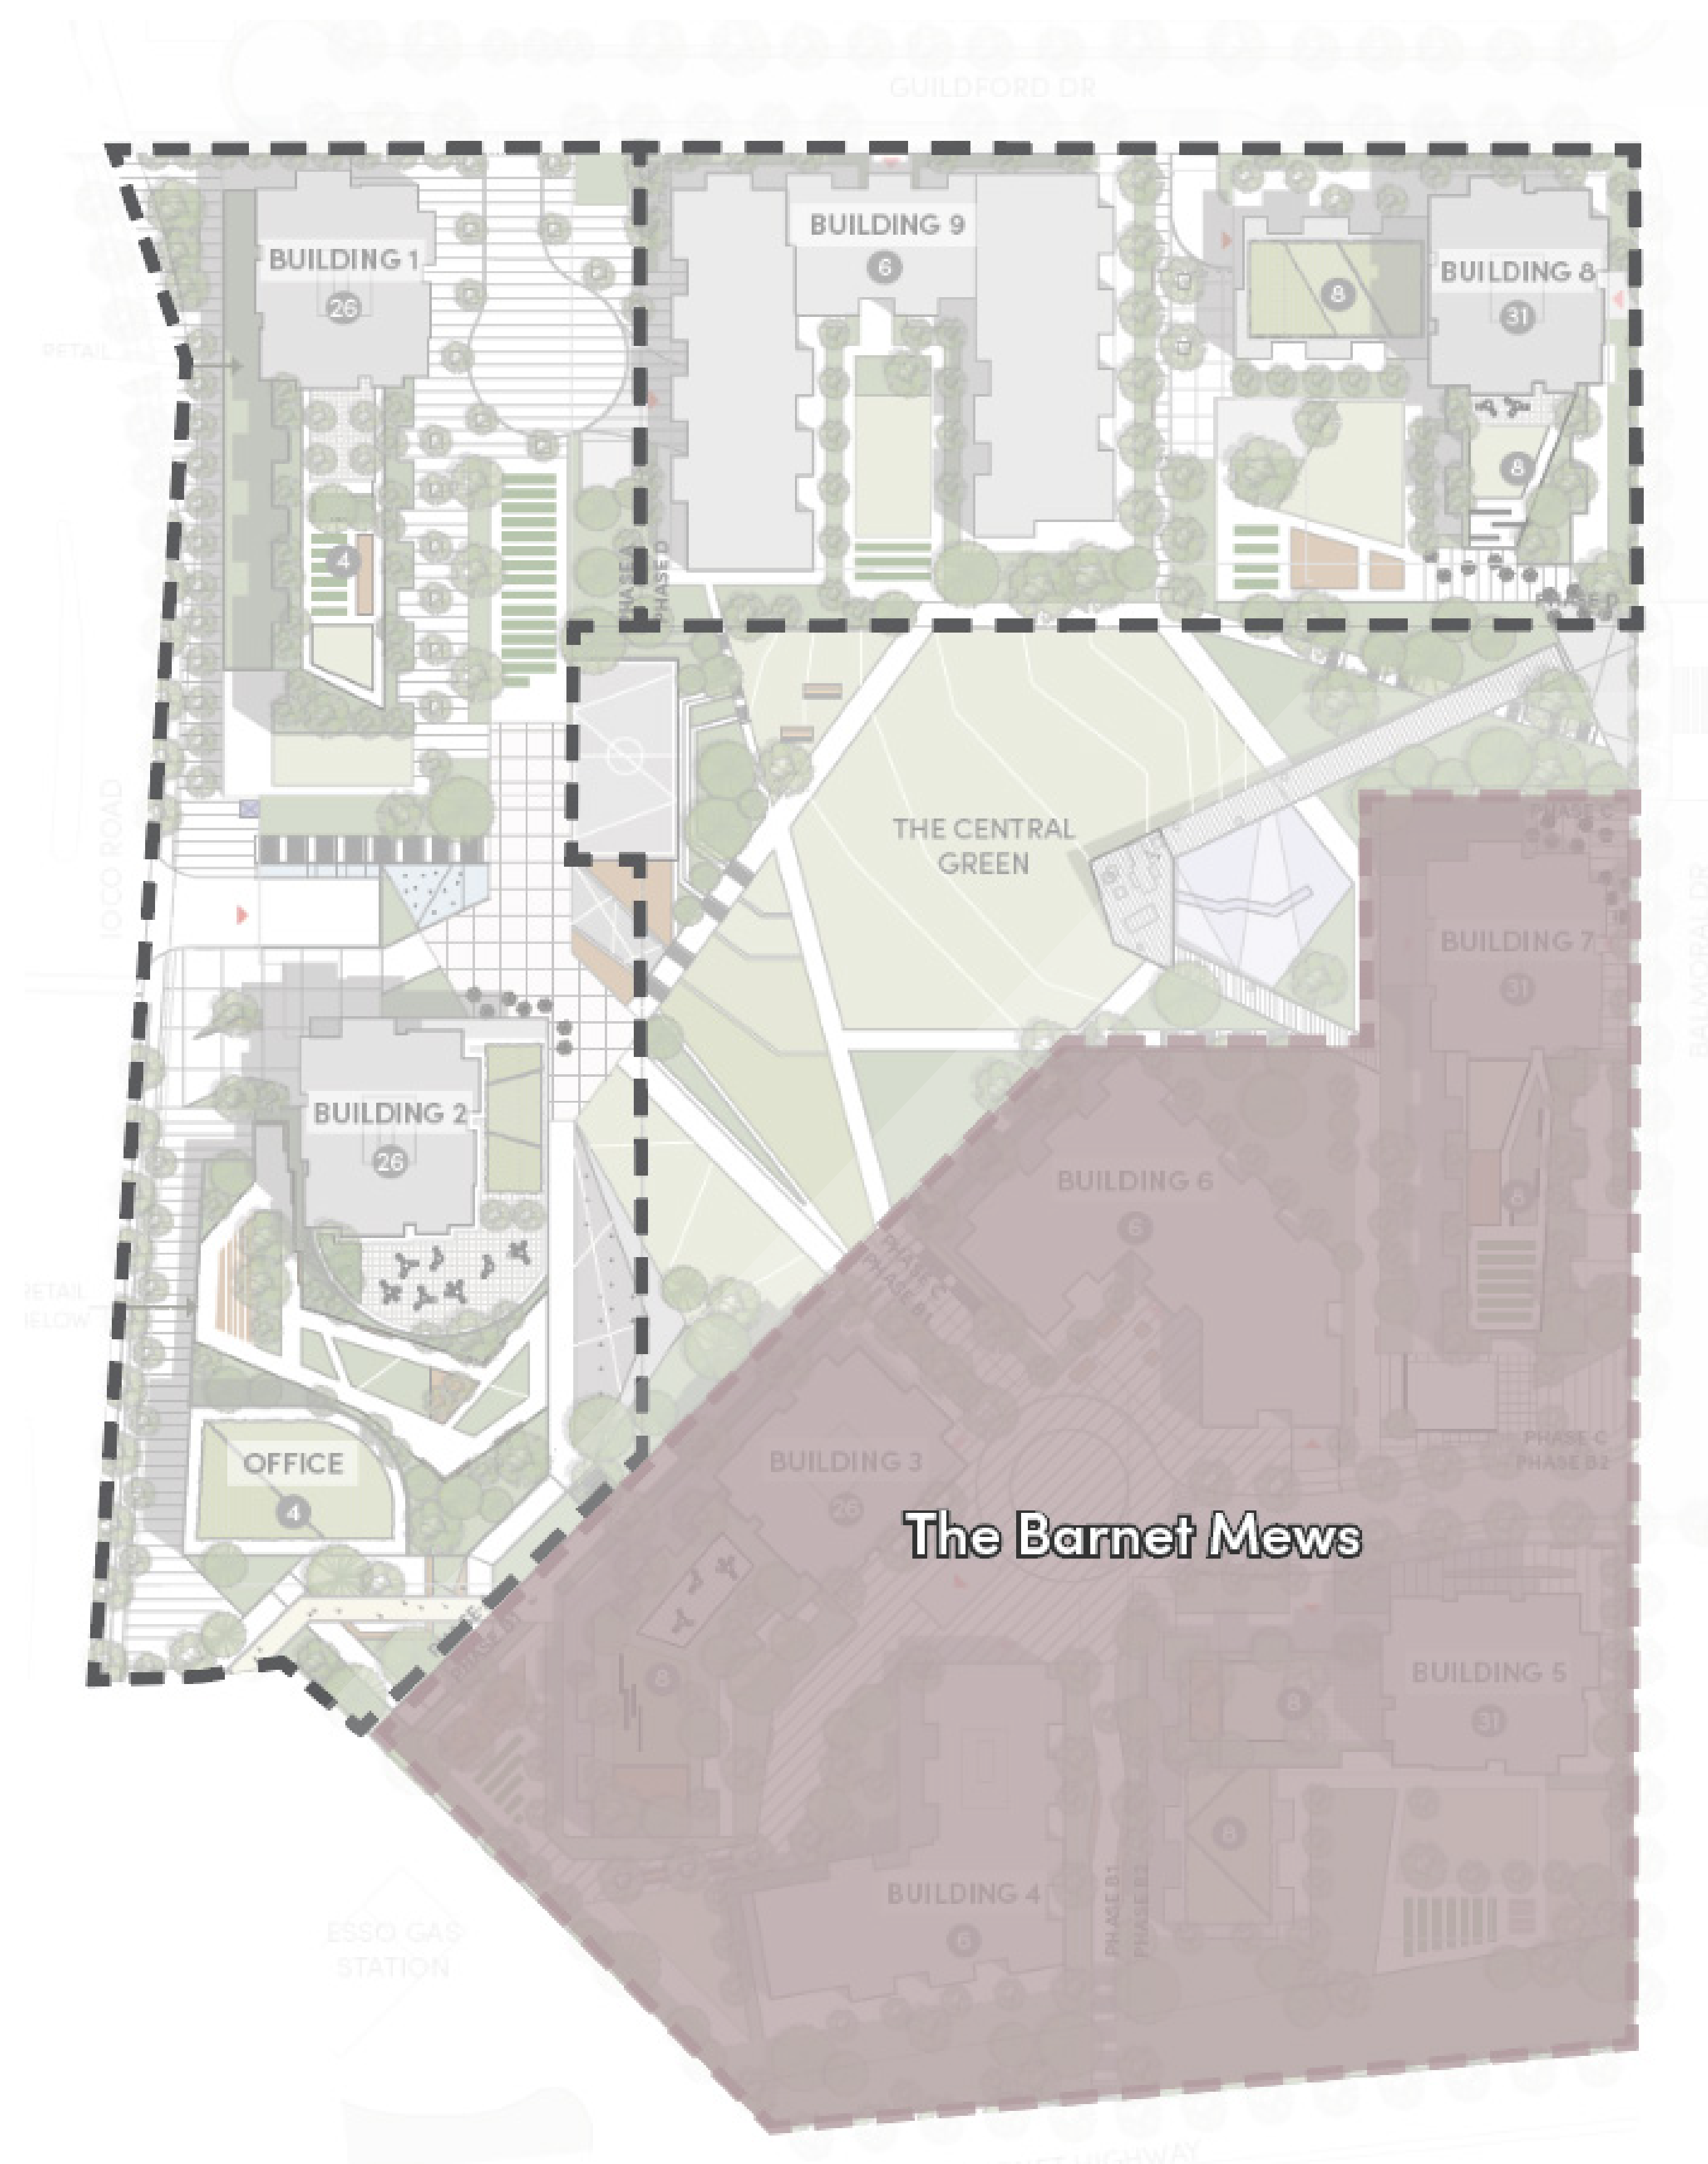 GUILDFORD DR
BUILDING 1
26
BUILDING 9
6
BUILDING 8
31
8
8
RETAIL
4
PHASE A
PHASE D
PHASE D
IOCO ROAD
THE CENTRAL
GREEN
PHASE C
BUILDING 7
31
8
BALMORAL DR
BUILDING 2
26
RETAIL
BELOW
BUILDING 6
6
PHASE C
PHASE B1
BUILDING 3
26
8
PHASE C
PHASE B2
OFFICE
4
The Barnet Mews
PHASE B1
BUILDING 5
31
8
8
BUILDING 4
6
PHASE B1
PHASE B2
ESSO GAS
STATION
HIGHWAY